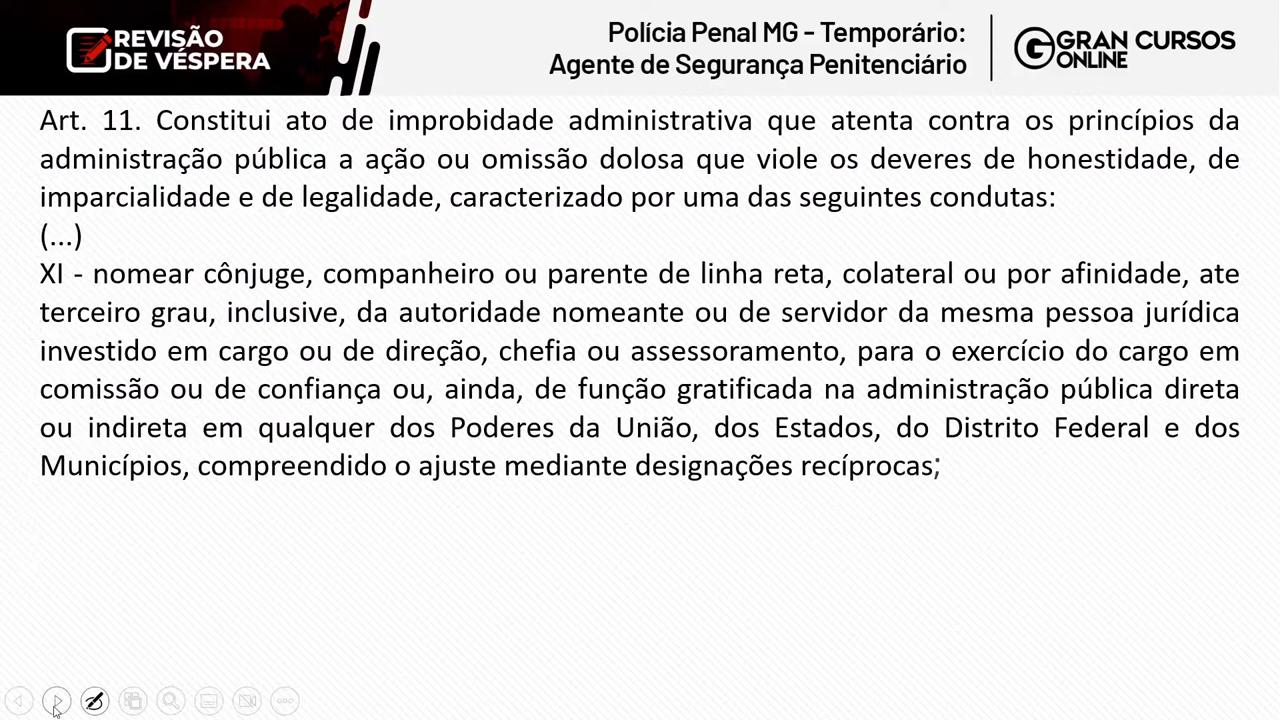 REVISÃO
DE VÉSPERA
Polícia Penal MG - Temporário:
Agente de Segurança Penitenciário
GRAN CURSOS
ONLINE
Art. 11. Constitui ato de improbidade administrativa que atenta contra os princípios da
administração pública a ação ou omissão dolosa que viole os deveres de honestidade, de
imparcialidade e de legalidade, caracterizado por uma das seguintes condutas:
(...)
XI - nomear cônjuge, companheiro ou parente de linha reta, colateral ou por afinidade, ate
terceiro grau, inclusive, da autoridade nomeante ou de servidor da mesma pessoa jurídica
investido em cargo ou de direção, chefia ou assessoramento, para o exercício do cargo em
comissão ou de confiança ou, ainda, de função gratificada na administração pública direta
ou indireta em qualquer dos Poderes da União, dos Estados, do Distrito Federal e dos
Municípios, compreendido o ajuste mediante designações recíprocas;